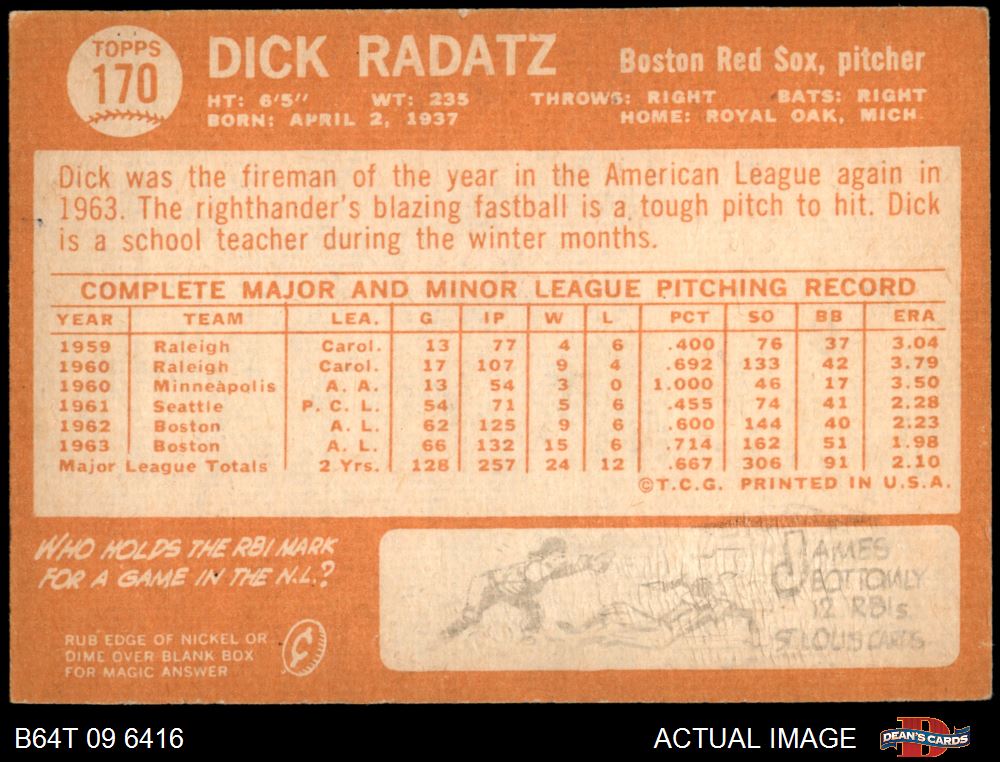 TOPPS
170
DICK RADATZ
Boston Red Sox, pitcher
HT: 6'5" WT: 235 THROWS: RIGHT BATS: RIGHT
BORN: APRIL 2, 1937 HOME: ROYAL OAK, MICH.
Dick was the fireman of the year in the American League again in
1963. The righthander's blazing fastball is a tough pitch to hit. Dick
is a school teacher during the winter months.
COMPLETE MAJOR AND MINOR LEAGUE PITCHING RECORD
YEAR TEAM LEA. G IP W L PCT SO BB ERA
1959 Raleigh Carol. 13 77 4 6 .400 76 37 3.04
1960 Raleigh Carol. 17 107 9 4 .692 133 42 3.79
1960 Minneapolis A. A. 13 54 3 0 1.000 46 17 3.50
1961 Seattle P. C. L. 54 71 5 6 .455 74 41 2.28
1962 Boston A. L. 62 125 9 6 .600 144 40 2.23
1963 Boston A. L. 66 132 15 6 .714 162 51 1.98
Major League Totals 2 Yrs. 128 257 24 12 .667 306 91 2.10
©T.C.G. PRINTED IN U.S.A.
WHO HOLDS THE RBI MARK
FOR A GAME IN THE N.L.?
RUB EDGE OF NICKEL OR
DIME OVER BLANK BOX
FOR MAGIC ANSWER
JAMES
BOTTOMLY
12 RBIs
ST LOUIS CARDS
B64T 09 6416
ACTUAL IMAGE
DEAN'S CARDS